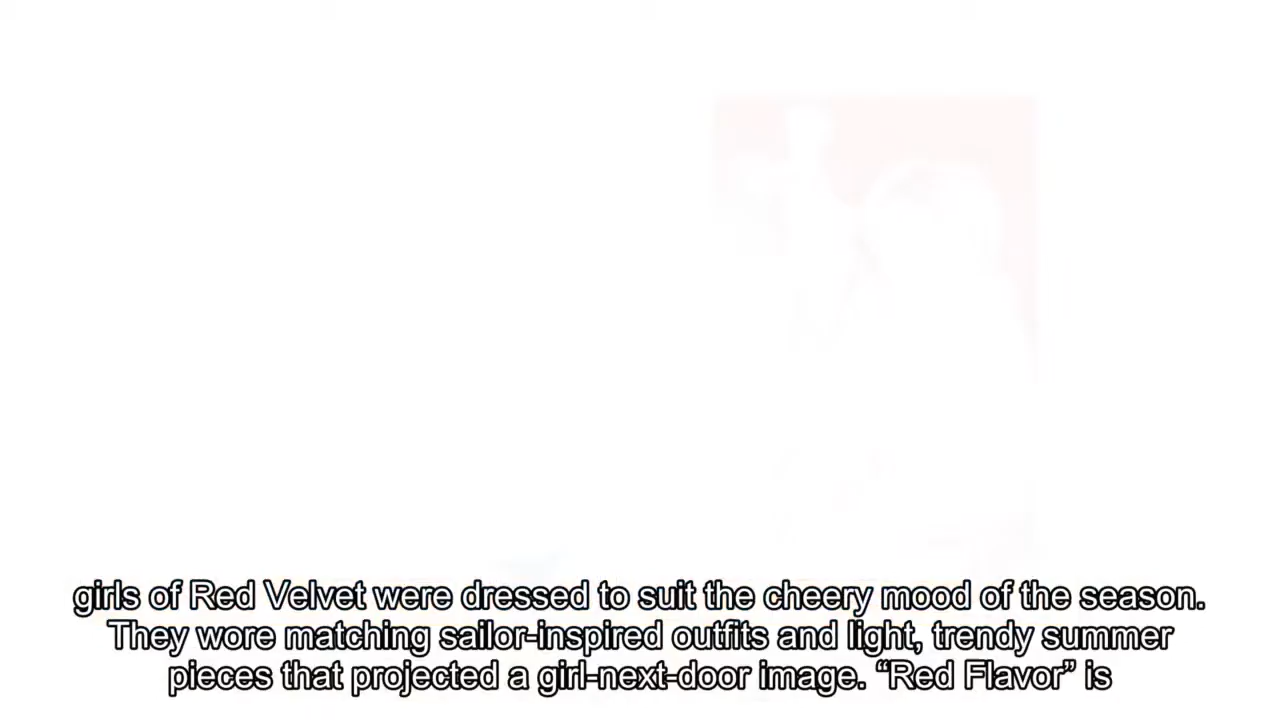 girls of Red Velvet were dressed to suit the cheery mood of the season.
They wore matching sailor-inspired outfits and light, trendy summer
pieces that projected a girl-next-door image. “Red Flavor” is